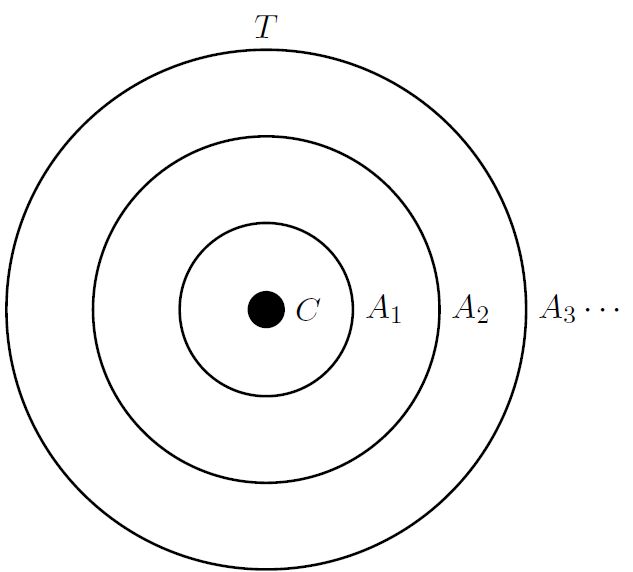 T
C A₁ A₂ A₃ ⋯